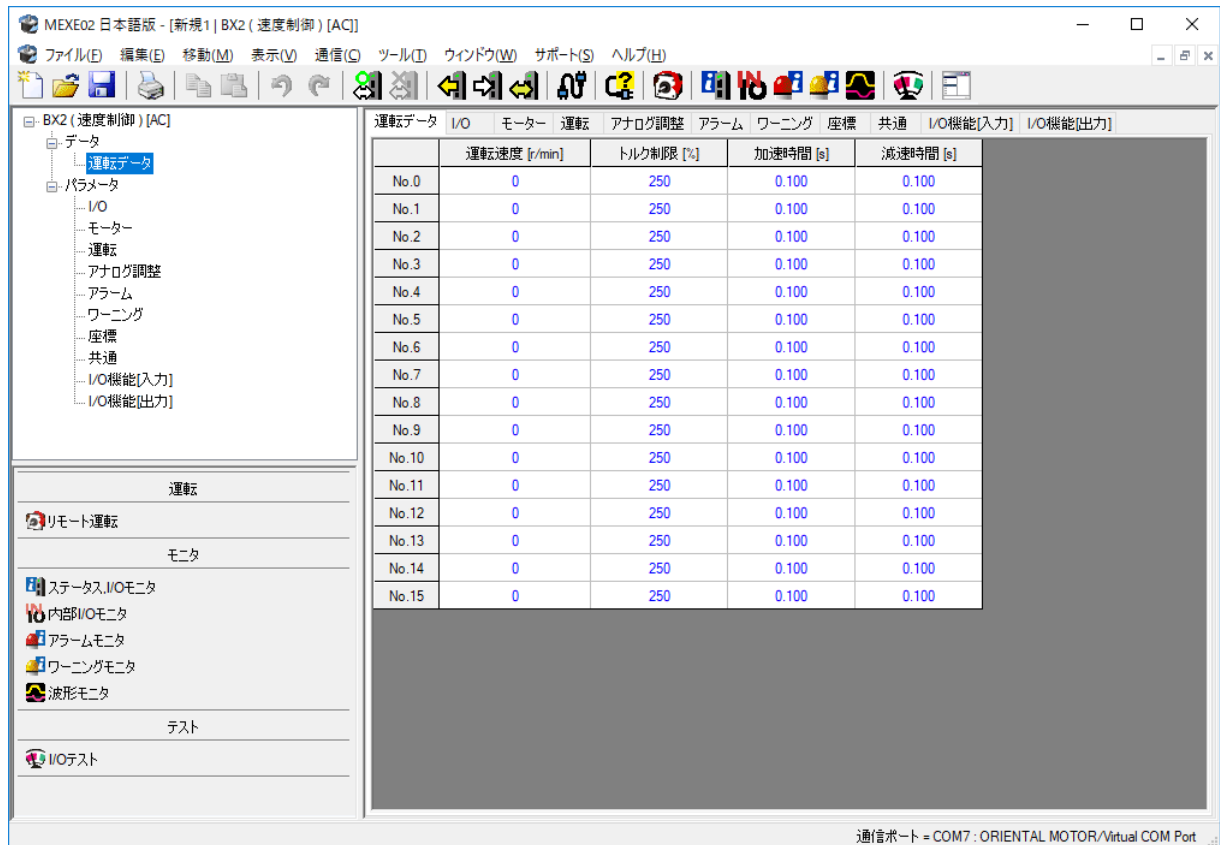 MEXE02 日本語版 - [新規1 | BX2 ( 速度制御 ) [AC]]
ファイル(F) 編集(E) 移動(M) 表示(V) 通信(C) ツール(T) ウィンドウ(W) サポート(S) ヘルプ(H)
BX2 ( 速度制御 ) [AC]
データ
運転データ
パラメータ
I/O
モーター
運転
アナログ調整
アラーム
ワーニング
座標
共通
I/O機能[入力]
I/O機能[出力]
運転
リモート運転
モニタ
ステータス,I/Oモニタ
内部I/Oモニタ
アラームモニタ
ワーニングモニタ
波形モニタ
テスト
I/Oテスト
運転データ I/O モーター 運転 アナログ調整 アラーム ワーニング 座標 共通 I/O機能[入力] I/O機能[出力]
運転速度 [r/min] トルク制限 [%] 加速時間 [s] 減速時間 [s]
No.0 0 250 0.100 0.100
No.1 0 250 0.100 0.100
No.2 0 250 0.100 0.100
No.3 0 250 0.100 0.100
No.4 0 250 0.100 0.100
No.5 0 250 0.100 0.100
No.6 0 250 0.100 0.100
No.7 0 250 0.100 0.100
No.8 0 250 0.100 0.100
No.9 0 250 0.100 0.100
No.10 0 250 0.100 0.100
No.11 0 250 0.100 0.100
No.12 0 250 0.100 0.100
No.13 0 250 0.100 0.100
No.14 0 250 0.100 0.100
No.15 0 250 0.100 0.100
通信ポート = COM7 : ORIENTAL MOTOR/Virtual COM Port